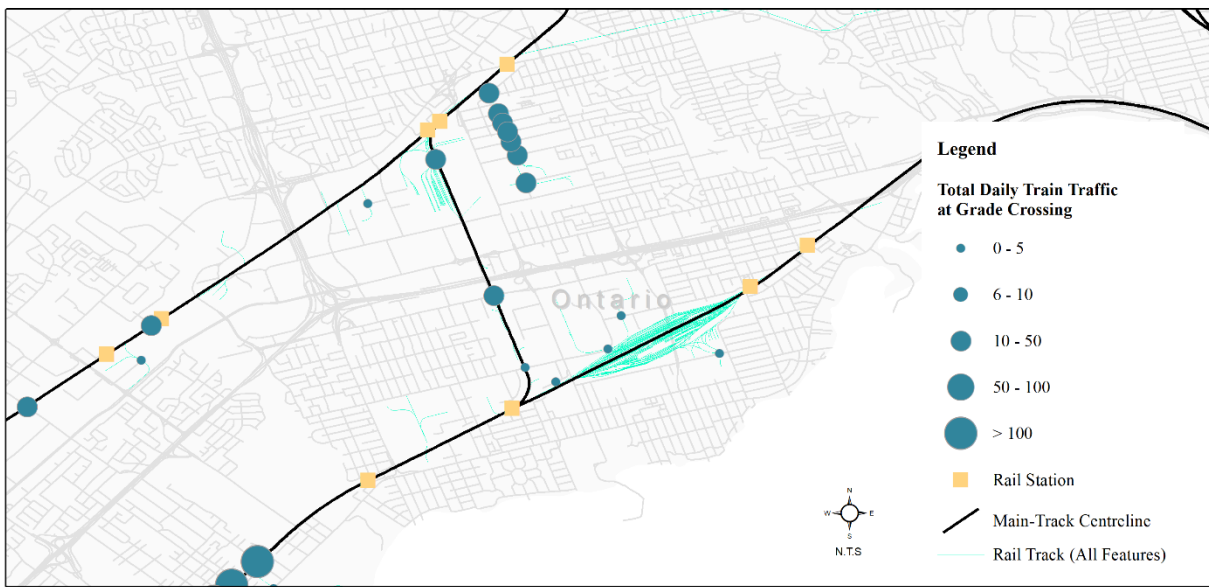 Ontario
Legend
Total Daily Train Traffic
at Grade Crossing
0 - 5
6 - 10
10 - 50
50 - 100
> 100
Rail Station
Main-Track Centreline
Rail Track (All Features)
N
W E
S
N.T.S